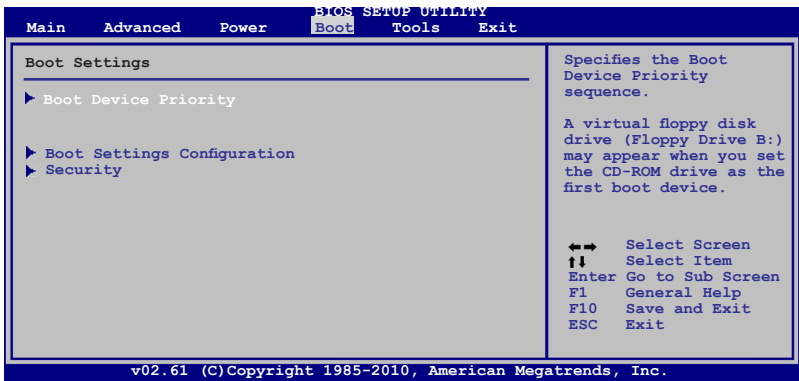 BIOS SETUP UTILITY
Main Advanced Power Boot Tools Exit
Boot Settings
Boot Device Priority
Boot Settings Configuration
Security
Specifies the Boot
Device Priority
sequence.
A virtual floppy disk
drive (Floppy Drive B:)
may appear when you set
the CD-ROM drive as the
first boot device.
←→ Select Screen
↑↓ Select Item
Enter Go to Sub Screen
F1 General Help
F10 Save and Exit
ESC Exit
v02.61 (C)Copyright 1985-2010, American Megatrends, Inc.